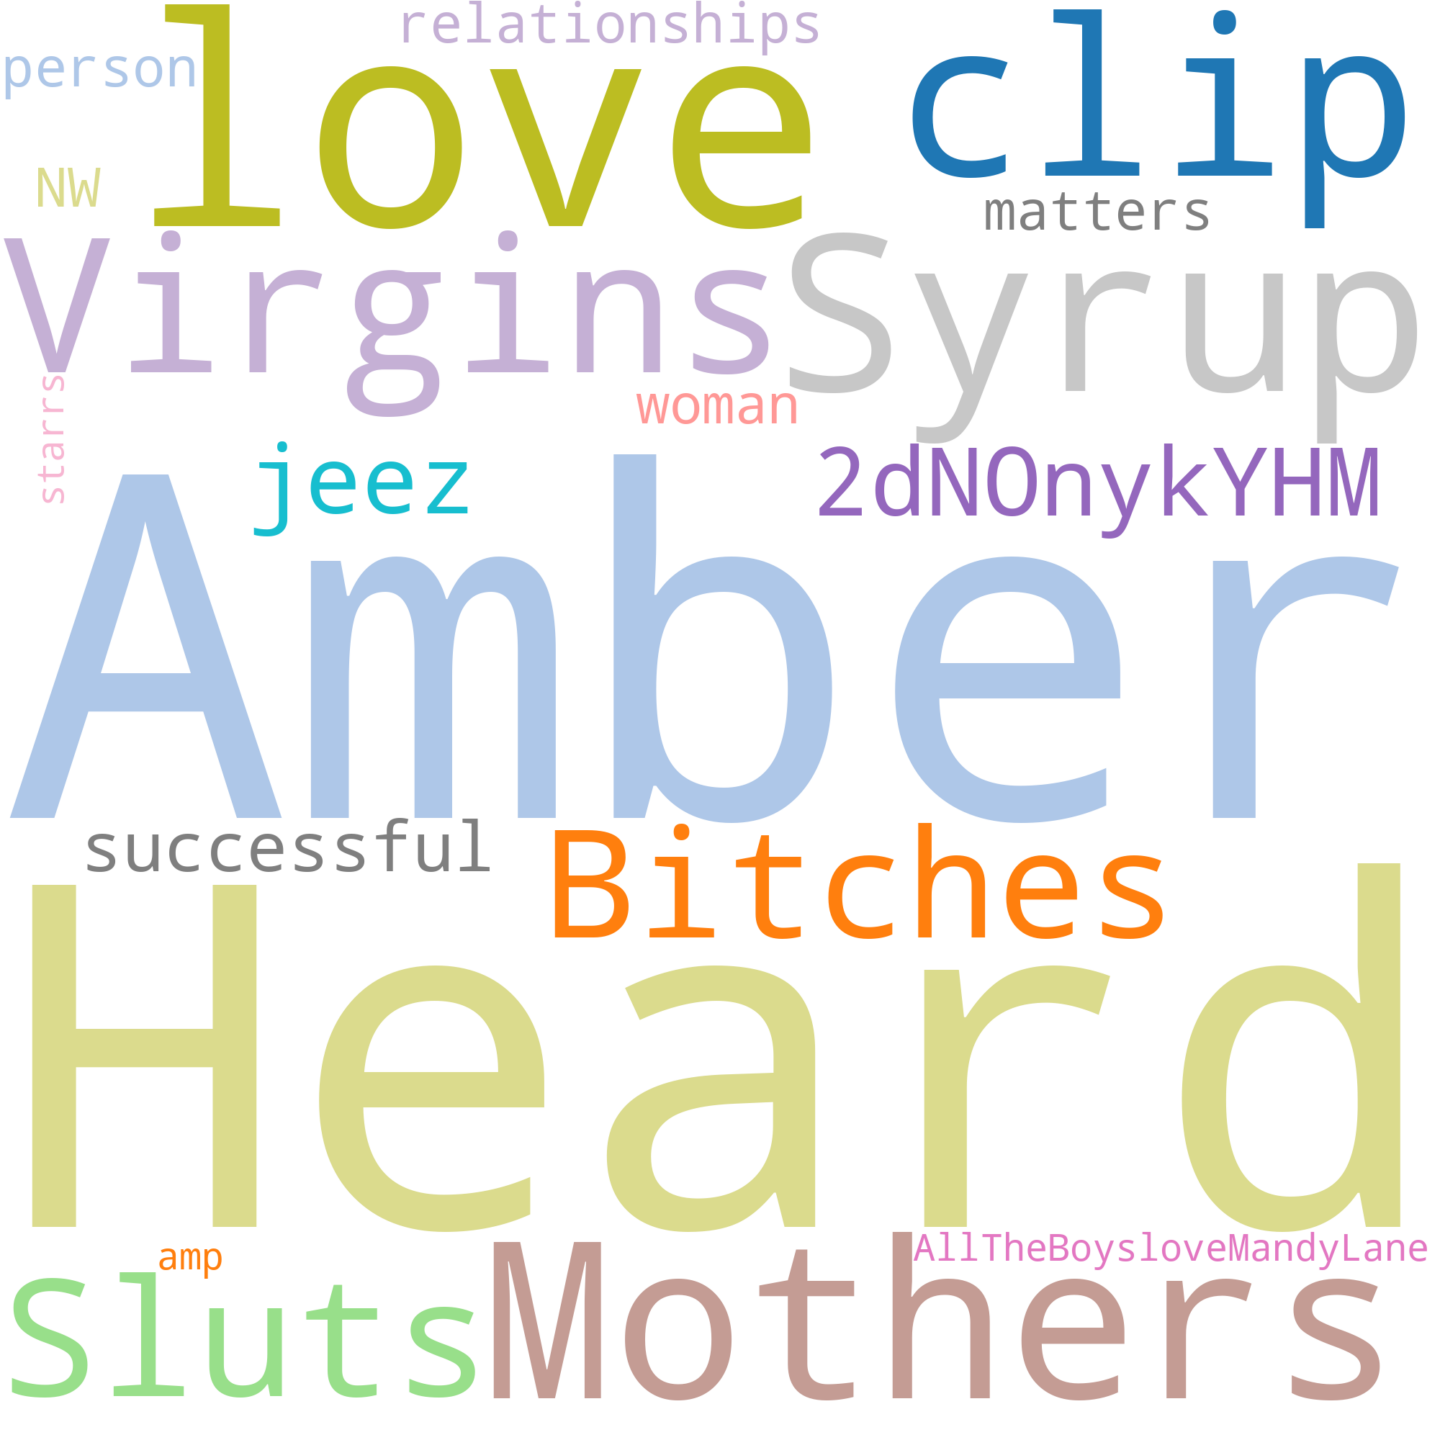 relationships
person
love
clip
NW
matters
Virgins
Syrup
starrs
woman
jeez
2dNOnykYHM
Amber
successful
Bitches
Heard
amp
AllTheBoysloveMandyLane
Sluts
Mothers